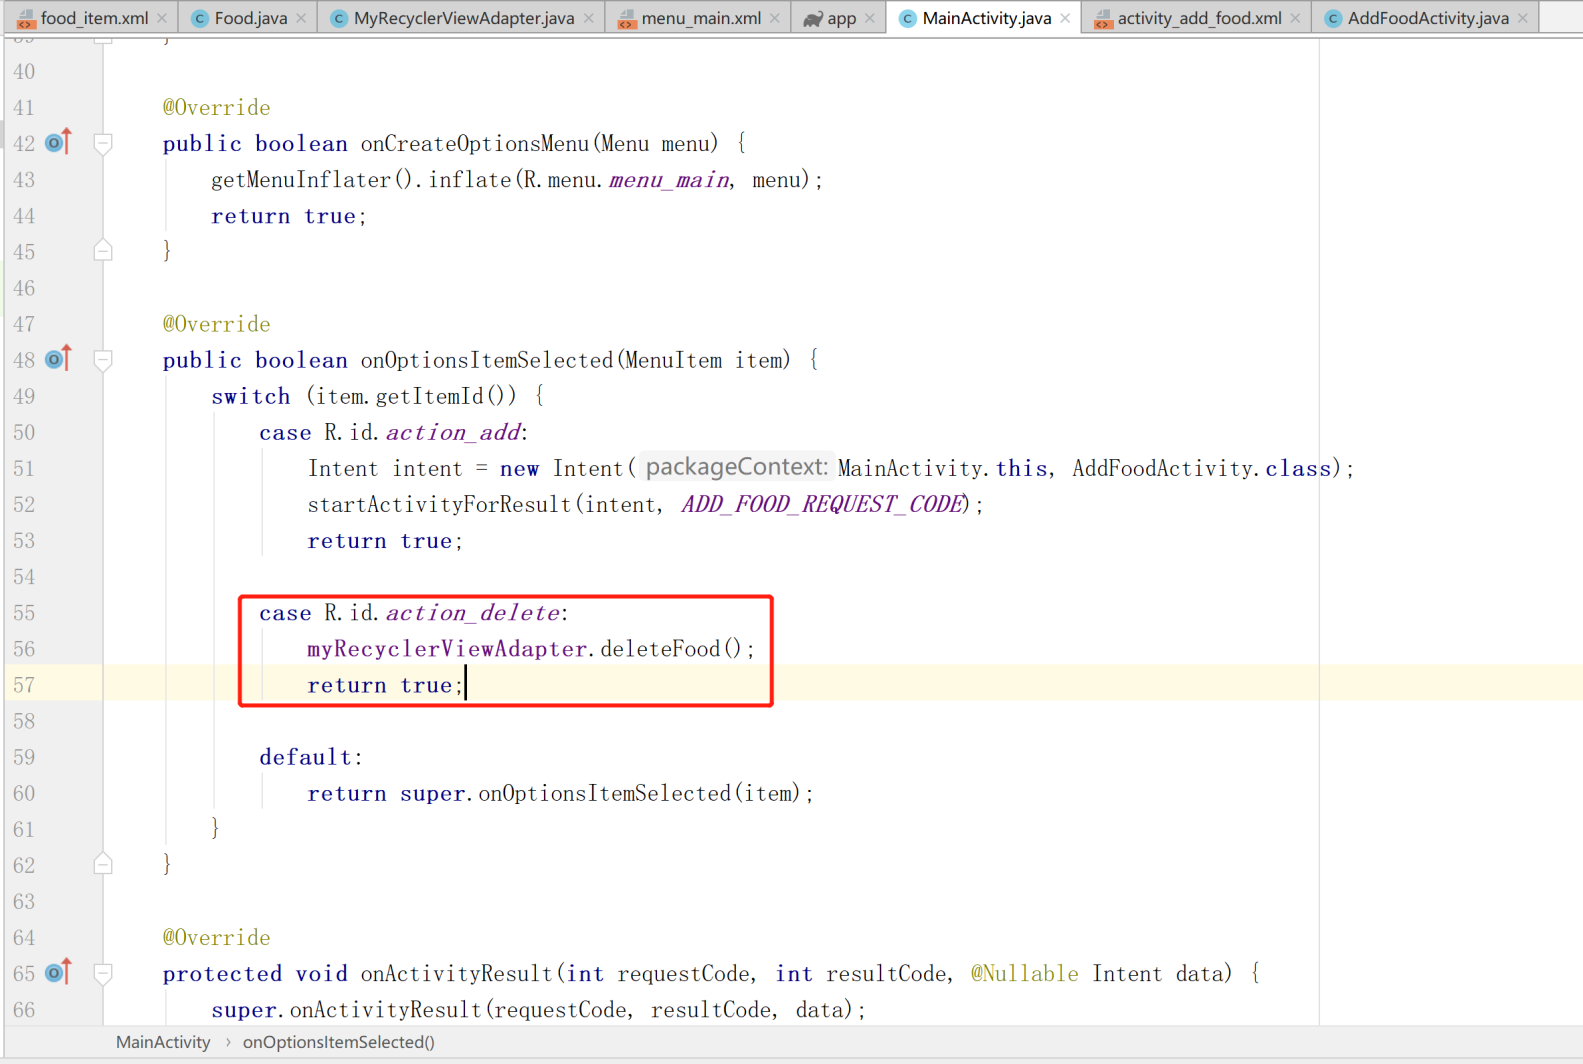 food_item.xml Food.java MyRecyclerViewAdapter.java menu_main.xml app MainActivity.java activity_add_food.xml AddFoodActivity.java
39 }
40
41 @Override
42 public boolean onCreateOptionsMenu(Menu menu) {
43 getMenuInflater().inflate(R.menu.menu_main, menu);
44 return true;
45 }
46
47 @Override
48 public boolean onOptionsItemSelected(MenuItem item) {
49 switch (item.getItemId()) {
50 case R.id.action_add:
51 Intent intent = new Intent( packageContext: MainActivity.this, AddFoodActivity.class);
52 startActivityForResult(intent, ADD_FOOD_REQUEST_CODE);
53 return true;
54
55 case R.id.action_delete:
56 myRecyclerViewAdapter.deleteFood();
57 return true;
58
59 default:
60 return super.onOptionsItemSelected(item);
61 }
62 }
63
64 @Override
65 protected void onActivityResult(int requestCode, int resultCode, @Nullable Intent data) {
66 super.onActivityResult(requestCode, resultCode, data);
MainActivity › onOptionsItemSelected()